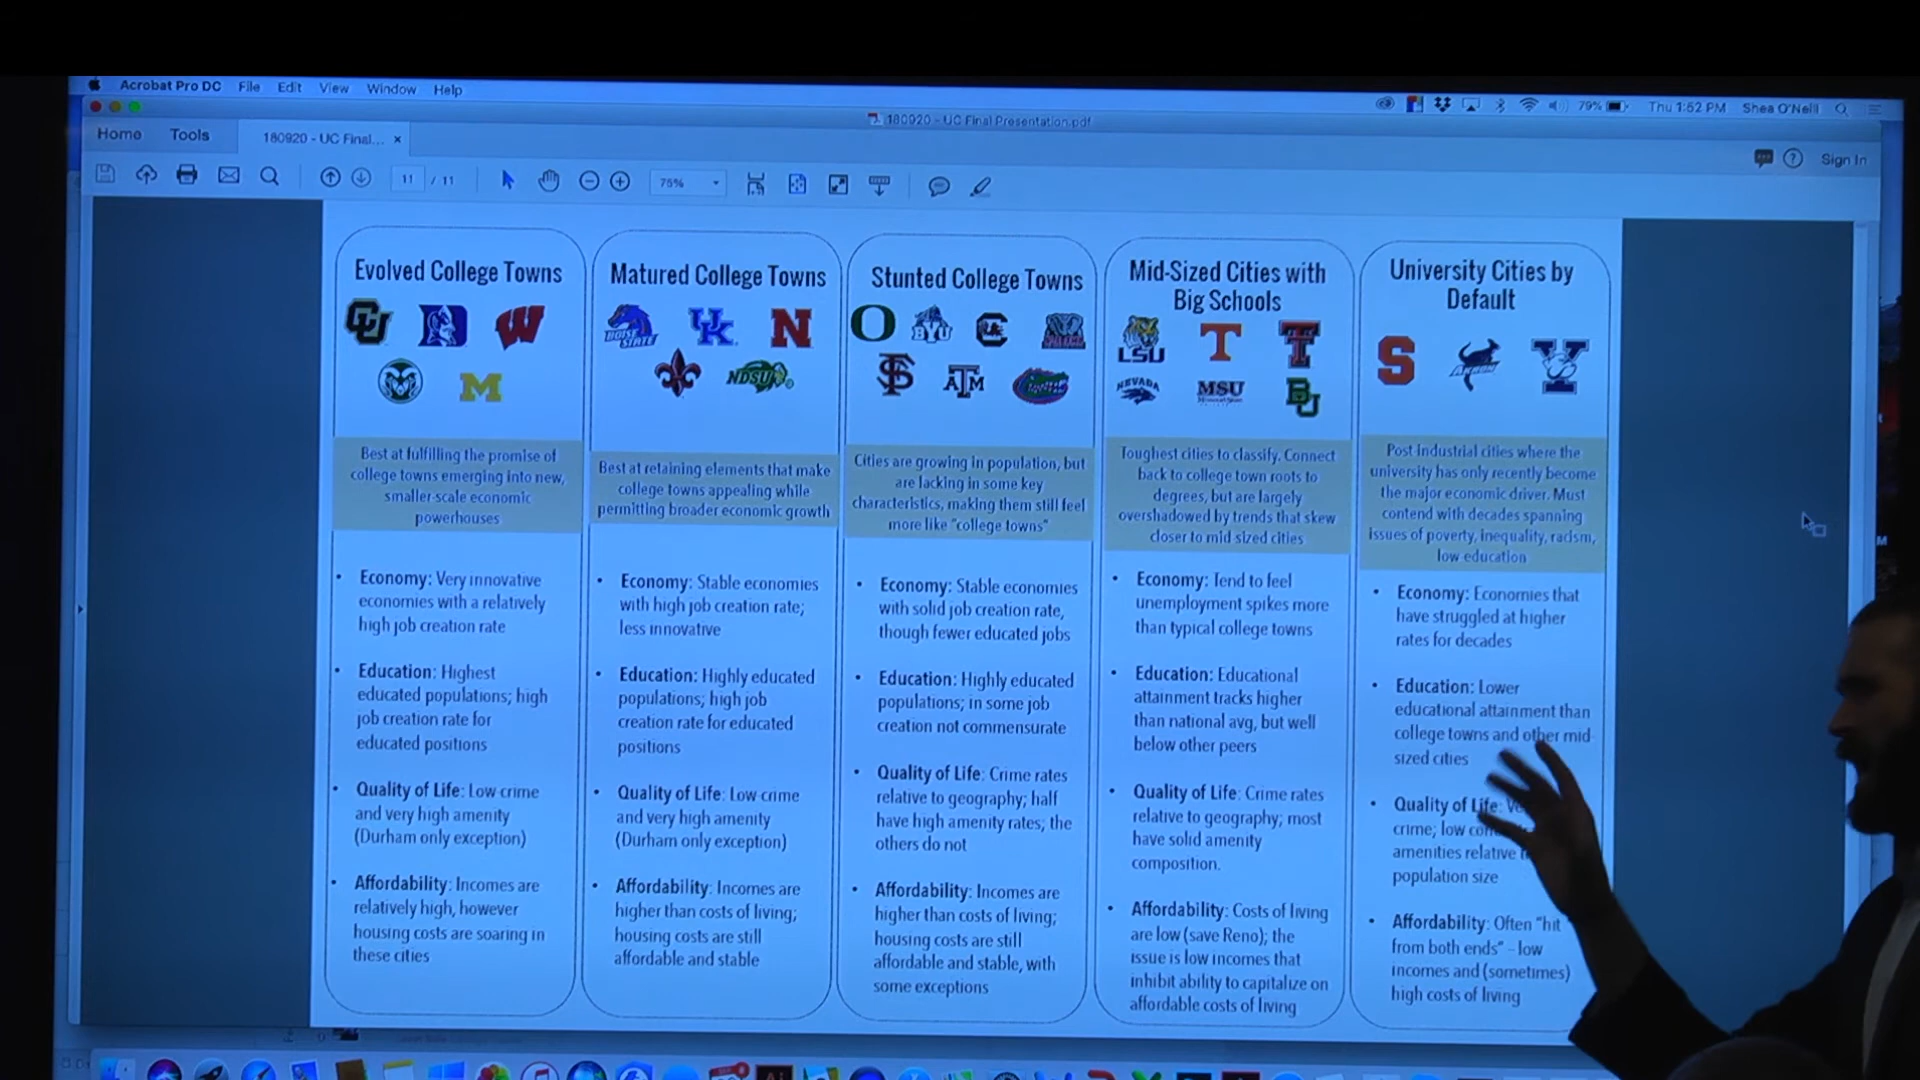 Acrobat Pro DC File Edit View Window Help
79% Thu 1:52 PM Shea O'Neill
180920 - UC Final Presentation.pdf
Home Tools 180920 - UC Final... ×
Sign In
11 / 11
75%
Evolved College Towns
CU
W
M
Best at fulfilling the promise of
college towns emerging into new,
smaller-scale economic
powerhouses
• Economy: Very innovative
economies with a relatively
high job creation rate
• Education: Highest
educated populations; high
job creation rate for
educated positions
• Quality of Life: Low crime
and very high amenity
(Durham only exception)
• Affordability: Incomes are
relatively high, however
housing costs are soaring in
these cities
Matured College Towns
BOISE STATE
UK
N
NDSU
Best at retaining elements that make
college towns appealing while
permitting broader economic growth
• Economy: Stable economies
with high job creation rate;
less innovative
• Education: Highly educated
populations; high job
creation rate for educated
positions
• Quality of Life: Low crime
and very high amenity
(Durham only exception)
• Affordability: Incomes are
higher than costs of living;
housing costs are still
affordable and stable
Stunted College Towns
O
BYU
C
FS
ATM
Gators
Cities are growing in population, but
are lacking in some key
characteristics, making them still feel
more like "college towns"
• Economy: Stable economies
with solid job creation rate,
though fewer educated jobs
• Education: Highly educated
populations; in some job
creation not commensurate
• Quality of Life: Crime rates
relative to geography; half
have high amenity rates; the
others do not
• Affordability: Incomes are
higher than costs of living;
housing costs are still
affordable and stable, with
some exceptions
Mid-Sized Cities with
Big Schools
LSU
T
TT
NEVADA
MSU
BU
Toughest cities to classify. Connect
back to college town roots to
degrees, but are largely
overshadowed by trends that skew
closer to mid sized cities
• Economy: Tend to feel
unemployment spikes more
than typical college towns
• Education: Educational
attainment tracks higher
than national avg, but well
below other peers
• Quality of Life: Crime rates
relative to geography; most
have solid amenity
composition.
• Affordability: Costs of living
are low (save Reno); the
issue is low incomes that
inhibit ability to capitalize on
affordable costs of living
University Cities by
Default
S
AKRON
Y
Post industrial cities where the
university has only recently become
the major economic driver. Must
contend with decades spanning
issues of poverty, inequality, racism,
low education
• Economy: Economies that
have struggled at higher
rates for decades
• Education: Lower
educational attainment than
college towns and other mid
sized cities
• Quality of Life:
crime; low
amenities relative
population size
• Affordability: Often "hit
from both ends" – low
incomes and (sometimes)
high costs of living